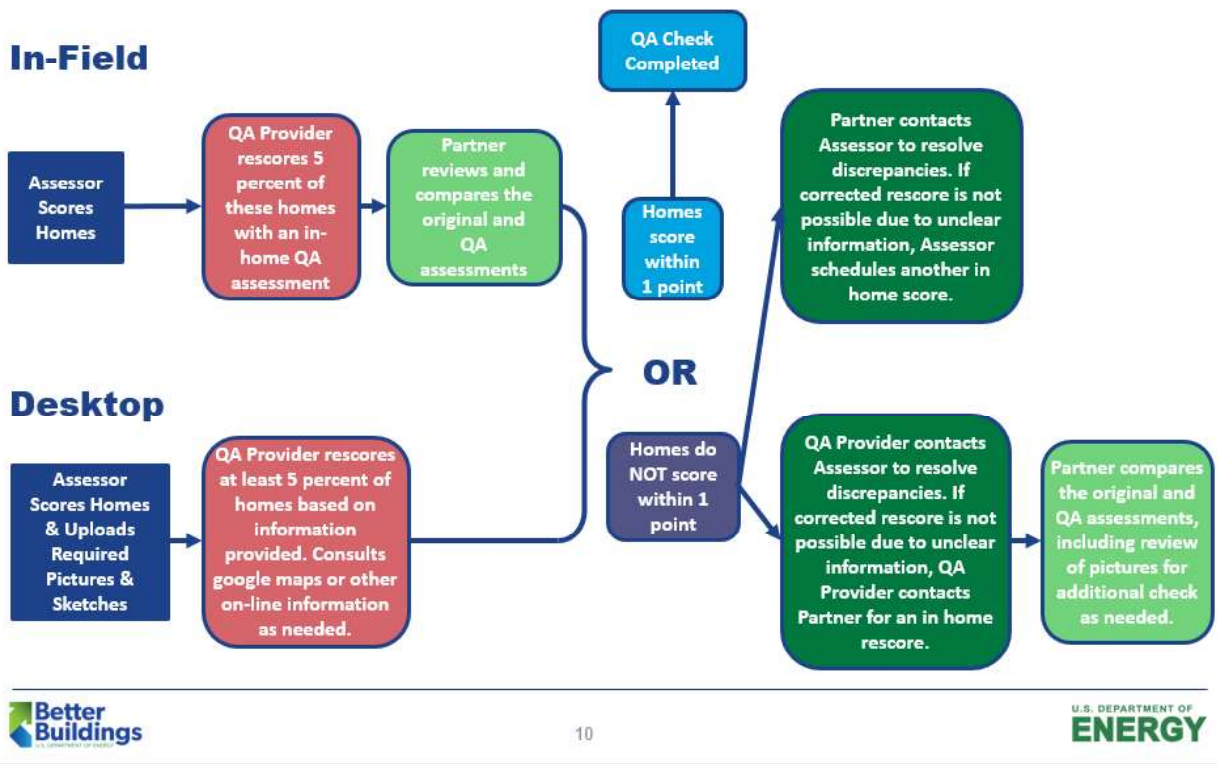 In-Field
Assessor
Scores
Homes
QA Provider
rescores 5
percent of
these homes
with an in-
home QA
assessment
Partner
reviews and
compares the
original and
QA
assessments
QA Check
Completed
Homes
score
within
1 point
Partner contacts
Assessor to resolve
discrepancies. If
corrected rescore is not
possible due to unclear
information, Assessor
schedules another in
home score.
OR
Desktop
Assessor
Scores Homes
& Uploads
Required
Pictures &
Sketches
QA Provider rescores
at least 5 percent of
homes based on
information
provided. Consults
google maps or other
on-line information
as needed.
Homes do
NOT score
within 1
point
QA Provider contacts
Assessor to resolve
discrepancies. If
corrected rescore is not
possible due to unclear
information, QA
Provider contacts
Partner for an in home
rescore.
Partner compares
the original and
QA assessments,
including review
of pictures for
additional check
as needed.
Better
Buildings
U.S. DEPARTMENT OF ENERGY
10
U.S. DEPARTMENT OF
ENERGY